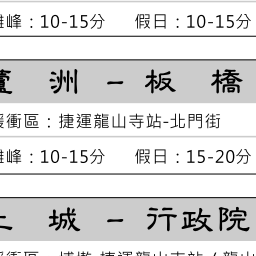 離峰：10-15分 假日：10-15分
蘆 洲 - 板 橋
緩衝區：捷運龍山寺站-北門街
離峰：10-15分 假日：15-20分
土 城 - 行政院